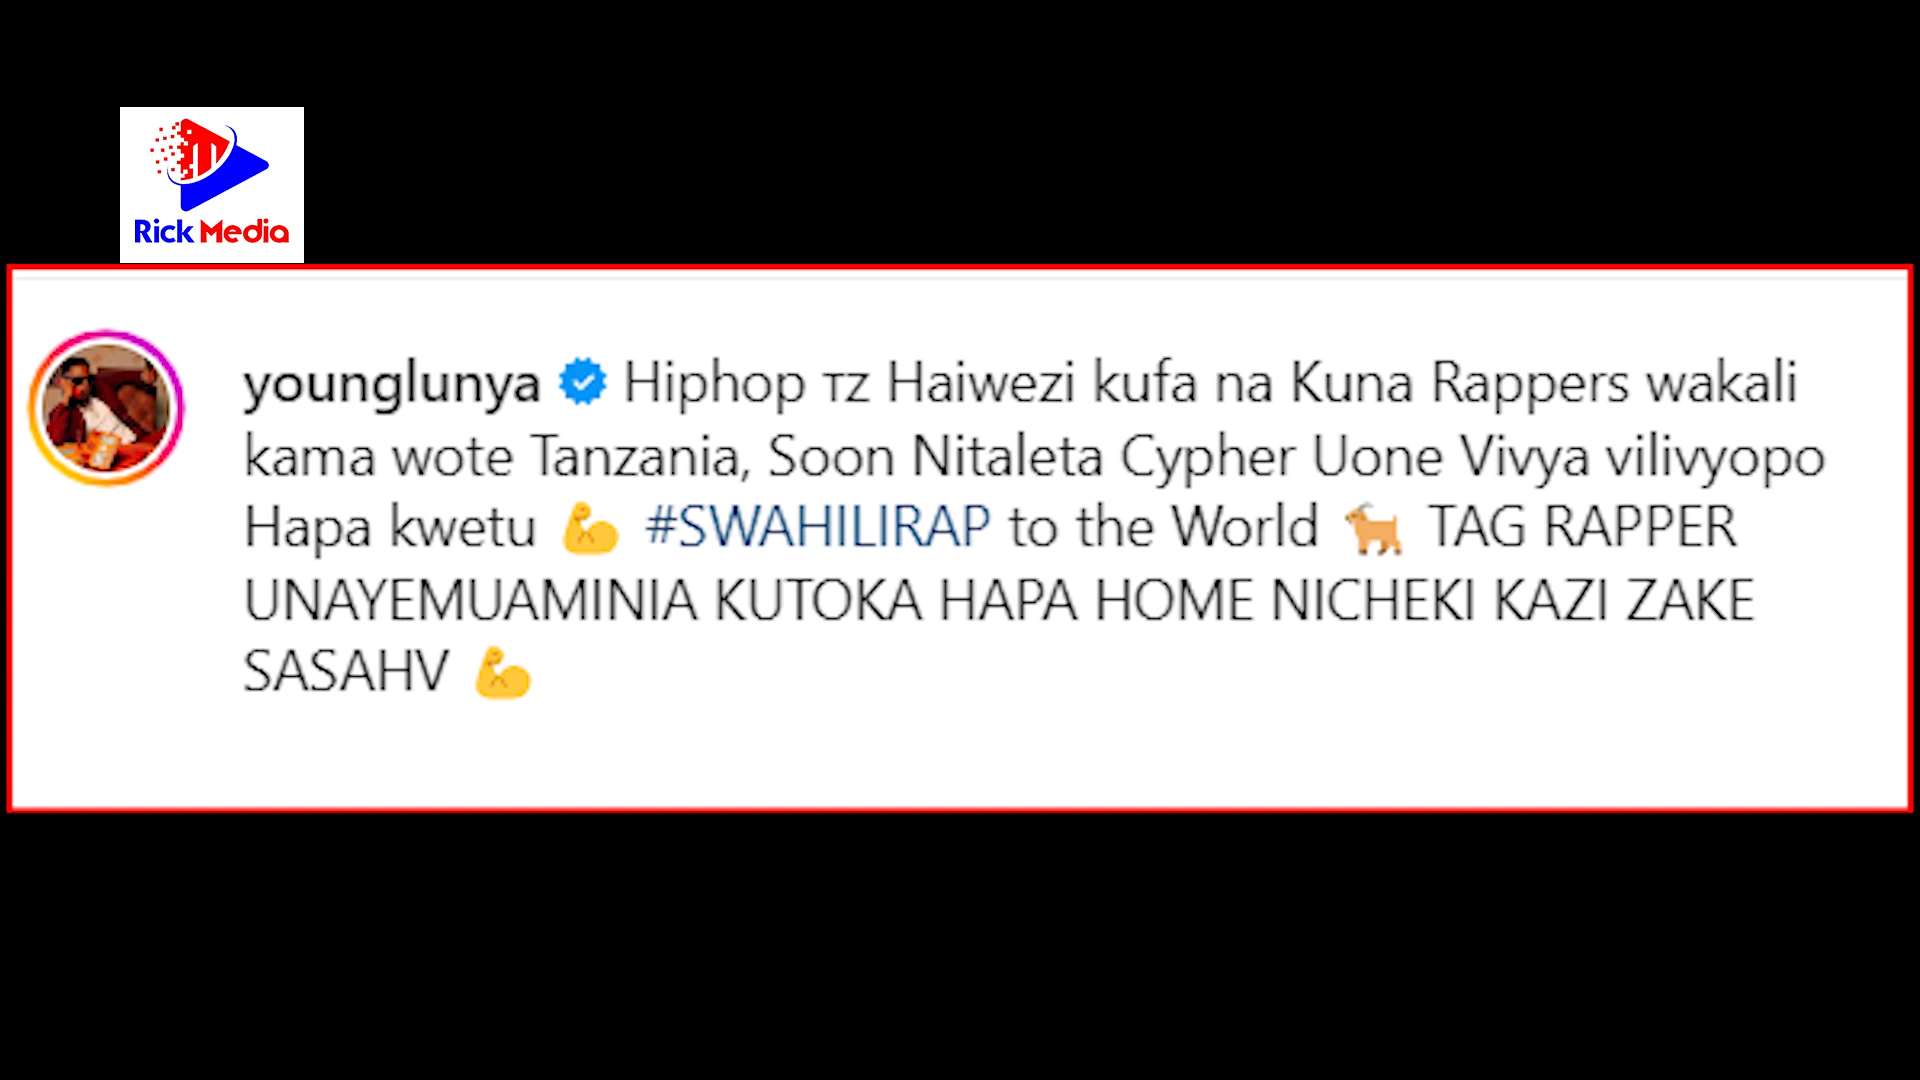 Rick Media
younglunya Hiphop TZ Haiwezi kufa na Kuna Rappers wakali
kama wote Tanzania, Soon Nitaleta Cypher Uone Vivya vilivyopo
Hapa kwetu 💪 #SWAHILIRAP to the World 🐐 TAG RAPPER
UNAYEMUAMINIA KUTOKA HAPA HOME NICHEKI KAZI ZAKE
SASAHV 💪